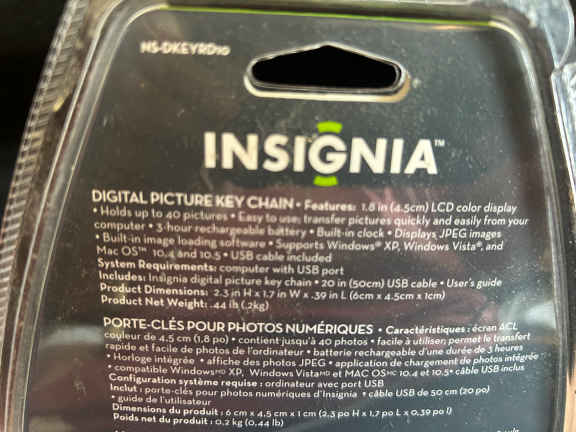 NS-DKEYRD10
INSIGNIA™
DIGITAL PICTURE KEY CHAIN • Features: 1.8 in (4.5cm) LCD color display
• Holds up to 40 pictures • Easy to use; transfer pictures quickly and easily from your
computer • 3-hour rechargeable battery • Built-in clock • Displays JPEG images
• Built-in image loading software • Supports Windows® XP, Windows Vista®, and
Mac OS™ 10.4 and 10.5 • USB cable included
System Requirements: computer with USB port
Includes: Insignia digital picture key chain • 20 in (50cm) USB cable • User's guide
Product Dimensions: 2.3 in H x 1.7 in W x .39 in L (6cm x 4.5cm x 1cm)
Product Net Weight: .44 lb (.2kg)
PORTE-CLÉS POUR PHOTOS NUMÉRIQUES • Caractéristiques : écran ACL
couleur de 4,5 cm (1,8 po) • contient jusqu'à 40 photos • facile à utiliser; permet le transfert
rapide et facile de photos de l'ordinateur • batterie rechargeable d'une durée de 3 heures
• Horloge intégrée • affiche des photos JPEG • application de chargement de photos intégrée
• compatible Windowsᴹᴰ XP, Windows Vistaᴹᴰ et MAC OSᴹᶜ 10.4 et 10.5 • câble USB inclus
Configuration système requise : ordinateur avec port USB
Inclut : porte-clés pour photos numériques d'Insignia • câble USB de 50 cm (20 po)
• guide de l'utilisateur
Dimensions du produit : 6 cm x 4,5 cm x 1 cm (2,3 po H x 1,7 po L x 0,39 po l)
Poids net du produit : 0,2 kg (0,44 lb)